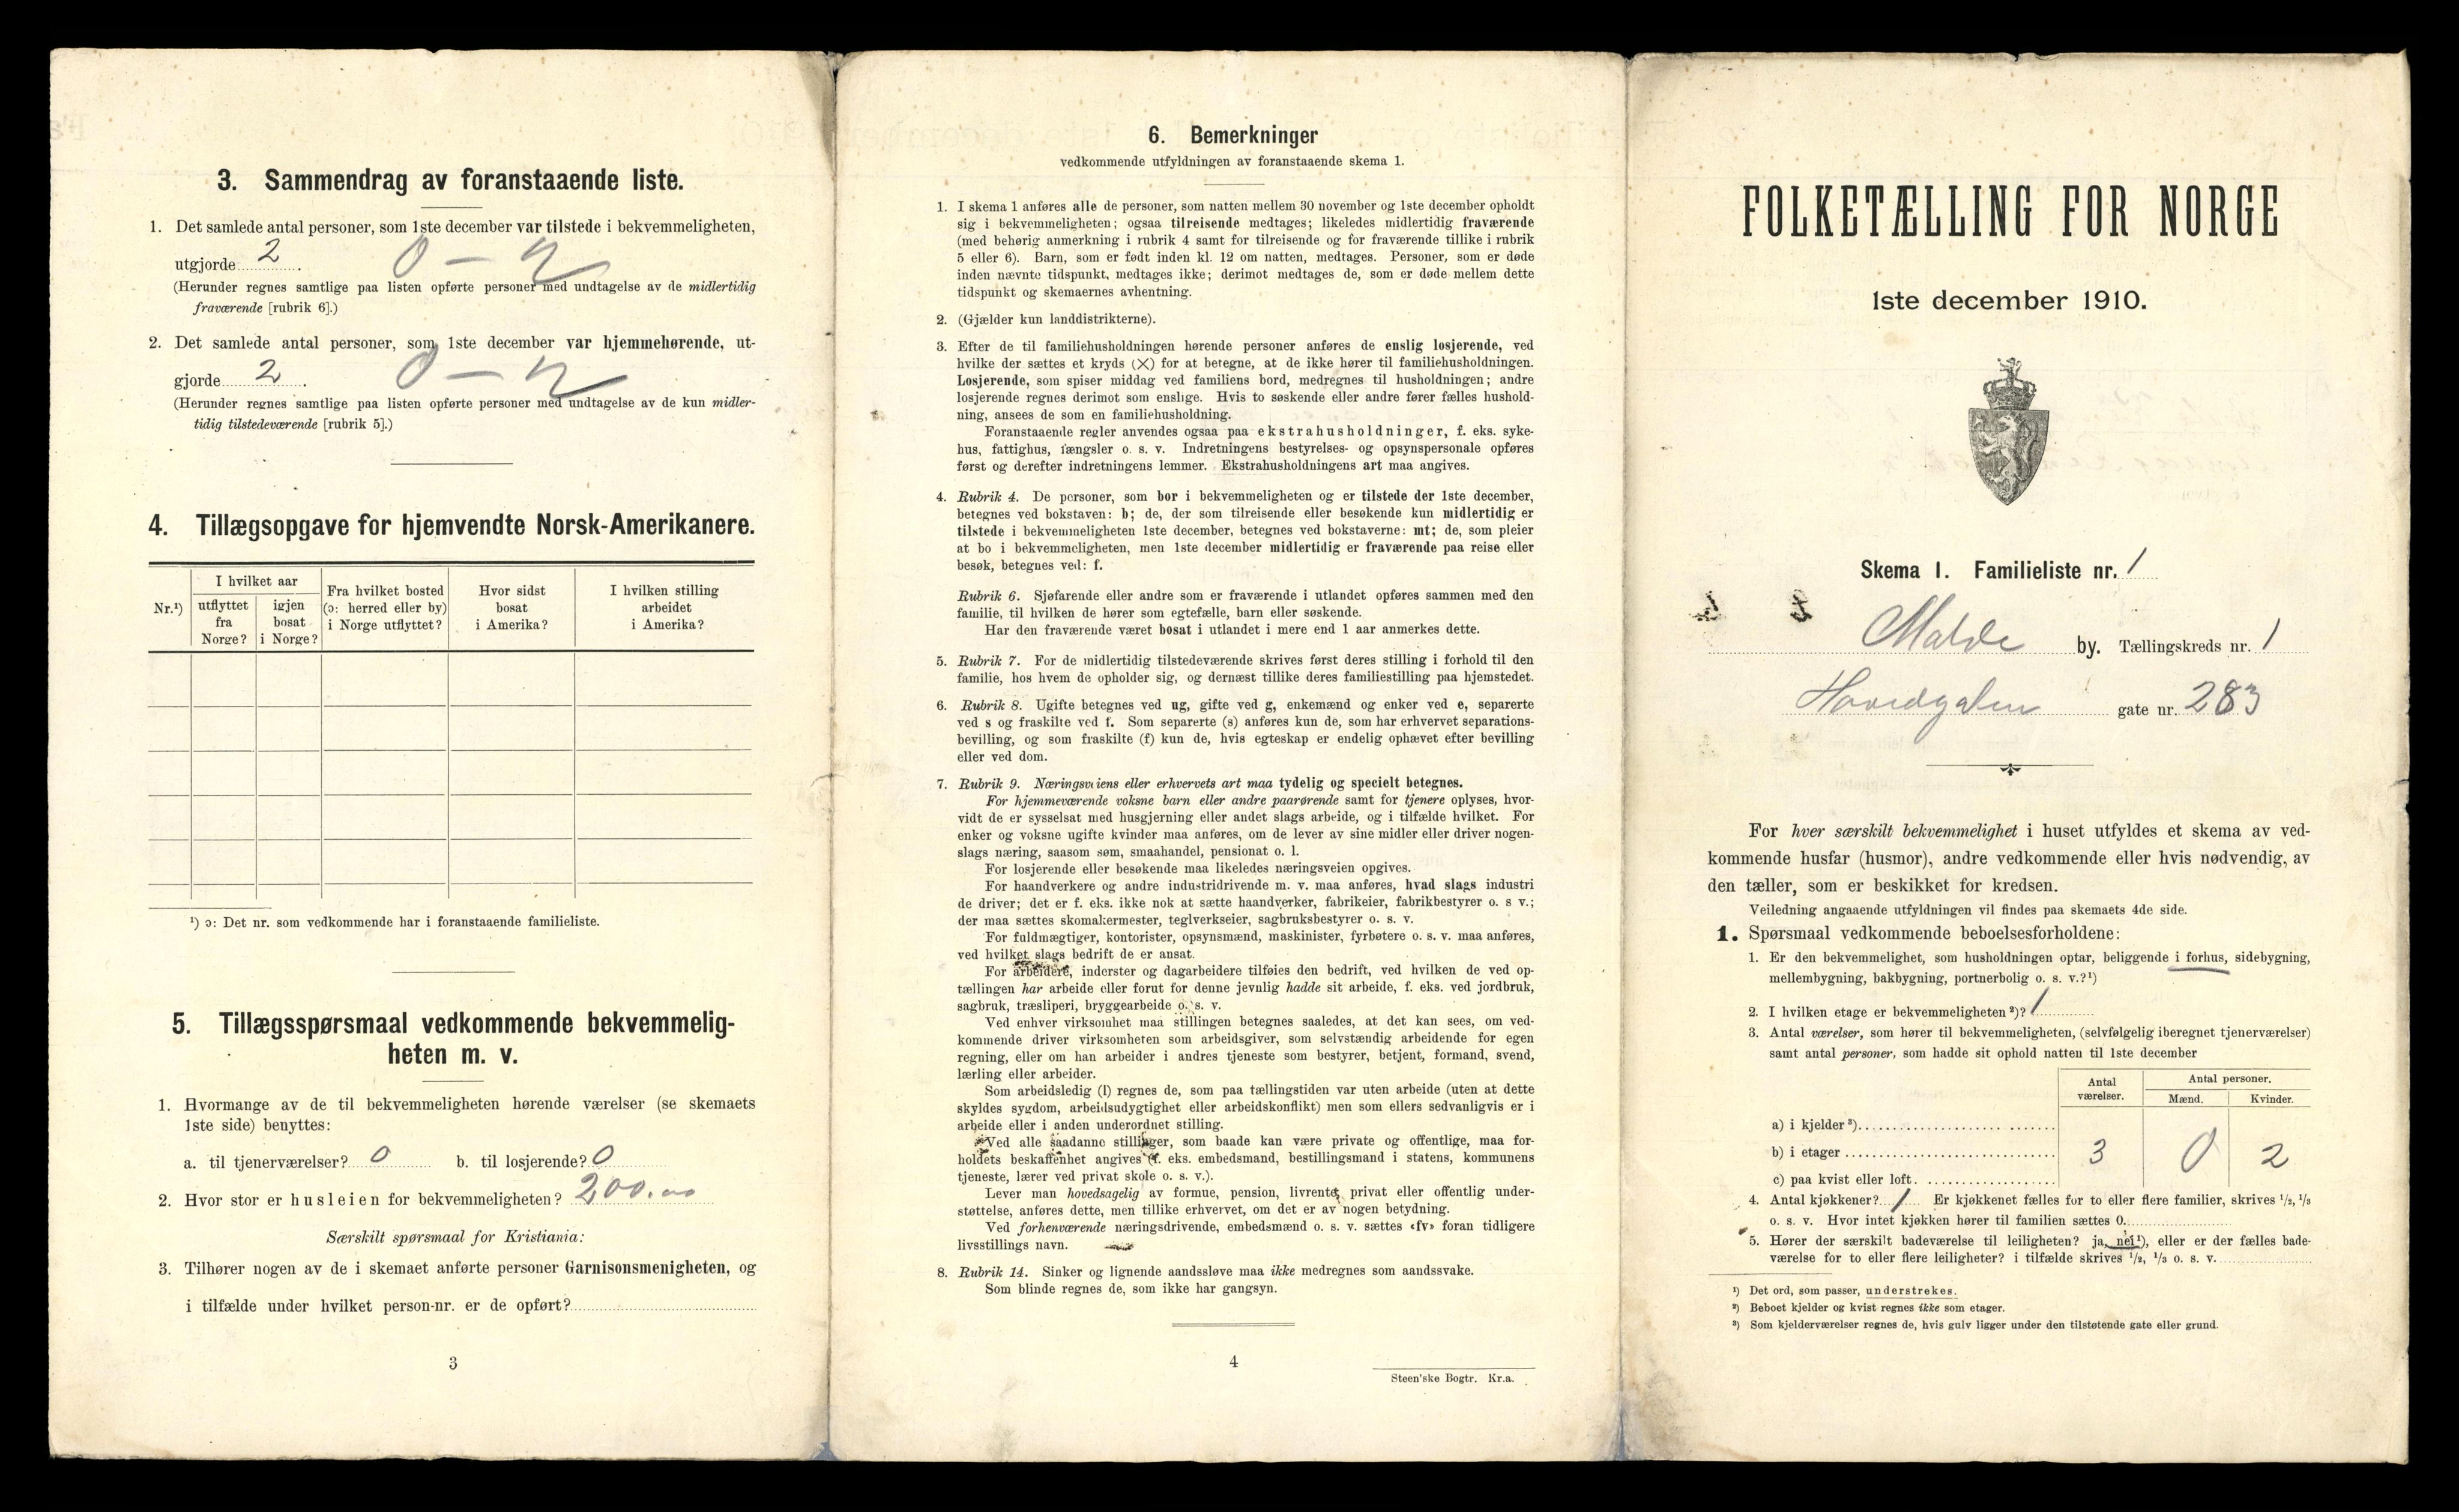 3. Sammendrag av foranstaaende liste.
1. Det samlede antal personer, som 1ste december var tilstede i bekvemmeligheten,
utgjorde 2. 0 – 2
(Herunder regnes samtlige paa listen opførte personer med undtagelse av de midlertidig
fraværende [rubrik 6].)
2. Det samlede antal personer, som 1ste december var hjemmehørende, ut-
gjorde 2. 0 – 2
(Herunder regnes samtlige paa listen opførte personer med undtagelse av de kun midler-
tidig tilstedeværende [rubrik 5].)
4. Tillægsopgave for hjemvendte Norsk-Amerikanere.
Nr.¹)
I hvilket aar
utflyttet fra Norge?
igjen bosat i Norge?
Fra hvilket bosted (ɔ: herred eller by) i Norge utflyttet?
Hvor sidst bosat i Amerika?
I hvilken stilling arbeidet i Amerika?
¹) ɔ: Det nr. som vedkommende har i foranstaaende familieliste.
5. Tillægsspørsmaal vedkommende bekvemmelig-
heten m. v.
1. Hvormange av de til bekvemmeligheten hørende værelser (se skemaets
1ste side) benyttes:
a. til tjenerværelser? 0 b. til losjerende? 0
2. Hvor stor er husleien for bekvemmeligheten? 200.00
Særskilt spørsmaal for Kristiania:
3. Tilhører nogen av de i skemaet anførte personer Garnisonsmenigheten, og
i tilfælde under hvilket person-nr. er de opført?
3
6. Bemerkninger
vedkommende utfyldningen av foranstaaende skema 1.
1. I skema 1 anføres alle de personer, som natten mellem 30 november og 1ste december opholdt
sig i bekvemmeligheten; ogsaa tilreisende medtages; likeledes midlertidig fraværende
(med behørig anmerkning i rubrik 4 samt for tilreisende og for fraværende tillike i rubrik
5 eller 6). Barn, som er født inden kl. 12 om natten, medtages. Personer, som er døde
inden nævnte tidspunkt, medtages ikke; derimot medtages de, som er døde mellem dette
tidspunkt og skemaernes avhentning.
2. (Gjælder kun landdistrikterne).
3. Efter de til familiehusholdningen hørende personer anføres de enslig losjerende, ved
hvilke der sættes et kryds (×) for at betegne, at de ikke hører til familiehusholdningen.
Losjerende, som spiser middag ved familiens bord, medregnes til husholdningen; andre
losjerende regnes derimot som enslige. Hvis to søskende eller andre fører fælles hushold-
ning, ansees de som en familiehusholdning.
Foranstaaende regler anvendes ogsaa paa ekstrahusholdninger, f. eks. syke-
hus, fattighus, fængsler o. s. v. Indretningens bestyrelses- og opsynspersonale opføres
først og derefter indretningens lemmer. Ekstrahusholdningens art maa angives.
4. Rubrik 4. De personer, som bor i bekvemmeligheten og er tilstede der 1ste december,
betegnes ved bokstaven: b; de, der som tilreisende eller besøkende kun midlertidig er
tilstede i bekvemmeligheten 1ste december, betegnes ved bokstaverne: mt; de, som pleier
at bo i bekvemmeligheten, men 1ste december midlertidig er fraværende paa reise eller
besøk, betegnes ved: f.
Rubrik 6. Sjøfarende eller andre som er fraværende i utlandet opføres sammen med den
familie, til hvilken de hører som egtefælle, barn eller søskende.
Har den fraværende været bosat i utlandet i mere end 1 aar anmerkes dette.
5. Rubrik 7. For de midlertidig tilstedeværende skrives først deres stilling i forhold til den
familie, hos hvem de opholder sig, og dernæst tillike deres familiestilling paa hjemstedet.
6. Rubrik 8. Ugifte betegnes ved ug, gifte ved g, enkemænd og enker ved e, separerte
ved s og fraskilte ved f. Som separerte (s) anføres kun de, som har erhvervet separations-
bevilling, og som fraskilte (f) kun de, hvis egteskap er endelig ophævet efter bevilling
eller ved dom.
7. Rubrik 9. Næringsveiens eller erhvervets art maa tydelig og specielt betegnes.
For hjemmeværende voksne barn eller andre paarørende samt for tjenere oplyses, hvor-
vidt de er sysselsat med husgjerning eller andet slags arbeide, og i tilfælde hvilket. For
enker og voksne ugifte kvinder maa anføres, om de lever av sine midler eller driver nogen-
slags næring, saasom søm, smaahandel, pensionat o. l.
For losjerende eller besøkende maa likeledes næringsveien opgives.
For haandverkere og andre industridrivende m. v. maa anføres, hvad slags industri
de driver; det er f. eks. ikke nok at sætte haandverker, fabrikeier, fabrikbestyrer o. s v.;
der maa sættes skomakermester, teglverkseier, sagbruksbestyrer o. s. v.
For fuldmægtiger, kontorister, opsynsmænd, maskinister, fyrbøtere o. s. v. maa anføres,
ved hvilket slags bedrift de er ansat.
For arbeidere, inderster og dagarbeidere tilføies den bedrift, ved hvilken de ved op-
tællingen har arbeide eller forut for denne jevnlig hadde sit arbeide, f. eks. ved jordbruk,
sagbruk, træsliperi, bryggearbeide o. s. v.
Ved enhver virksomhet maa stillingen betegnes saaledes, at det kan sees, om ved-
kommende driver virksomheten som arbeidsgiver, som selvstændig arbeidende for egen
regning, eller om han arbeider i andres tjeneste som bestyrer, betjent, formand, svend,
lærling eller arbeider.
Som arbeidsledig (l) regnes de, som paa tællingstiden var uten arbeide (uten at dette
skyldes sygdom, arbeidsudygtighet eller arbeidskonflikt) men som ellers sedvanligvis er i
arbeide eller i anden underordnet stilling.
Ved alle saadanne stillinger, som baade kan være private og offentlige, maa for-
holdets beskaffenhet angives (f. eks. embedsmand, bestillingsmand i statens, kommunens
tjeneste, lærer ved privat skole o. s. v.).
Lever man hovedsagelig av formue, pension, livrente, privat eller offentlig under-
støttelse, anføres dette, men tillike erhvervet, om det er av nogen betydning.
Ved forhenværende næringsdrivende, embedsmænd o. s. v. sættes «fv» foran tidligere
livsstillings navn.
8. Rubrik 14. Sinker og lignende aandssløve maa ikke medregnes som aandssvake.
Som blinde regnes de, som ikke har gangsyn.
4
Steen'ske Bogtr. Kr.a.
FOLKETÆLLING FOR NORGE
1ste december 1910.
Skema 1. Familieliste nr. 1
Molde by. Tællingskreds nr. 1
Hovedgaten gate nr. 283
For hver særskilt bekvemmelighet i huset utfyldes et skema av ved-
kommende husfar (husmor), andre vedkommende eller hvis nødvendig, av
den tæller, som er beskikket for kredsen.
Veiledning angaaende utfyldningen vil findes paa skemaets 4de side.
1. Spørsmaal vedkommende beboelsesforholdene:
1. Er den bekvemmelighet, som husholdningen optar, beliggende i forhus, sidebygning,
mellembygning, bakbygning, portnerbolig o. s. v.?¹)
2. I hvilken etage er bekvemmeligheten²)? 1
3. Antal værelser, som hører til bekvemmeligheten, (selvfølgelig iberegnet tjenerværelser)
samt antal personer, som hadde sit ophold natten til 1ste december
Antal værelser.
Antal personer.
Mænd. Kvinder.
a) i kjelder³)
b) i etager 3 0 2
c) paa kvist eller loft.
4. Antal kjøkkener? 1 Er kjøkkenet fælles for to eller flere familier, skrives 1/2, 1/3
o. s. v. Hvor intet kjøkken hører til familien sættes 0.
5. Hører der særskilt badeværelse til leiligheten? ja, nei¹), eller er der fælles bade-
værelse for to eller flere leiligheter? i tilfælde skrives 1/2, 1/3 o. s. v.
¹) Det ord, som passer, understrekes.
²) Beboet kjelder og kvist regnes ikke som etager.
³) Som kjelderværelser regnes de, hvis gulv ligger under den tilstøtende gate eller grund.